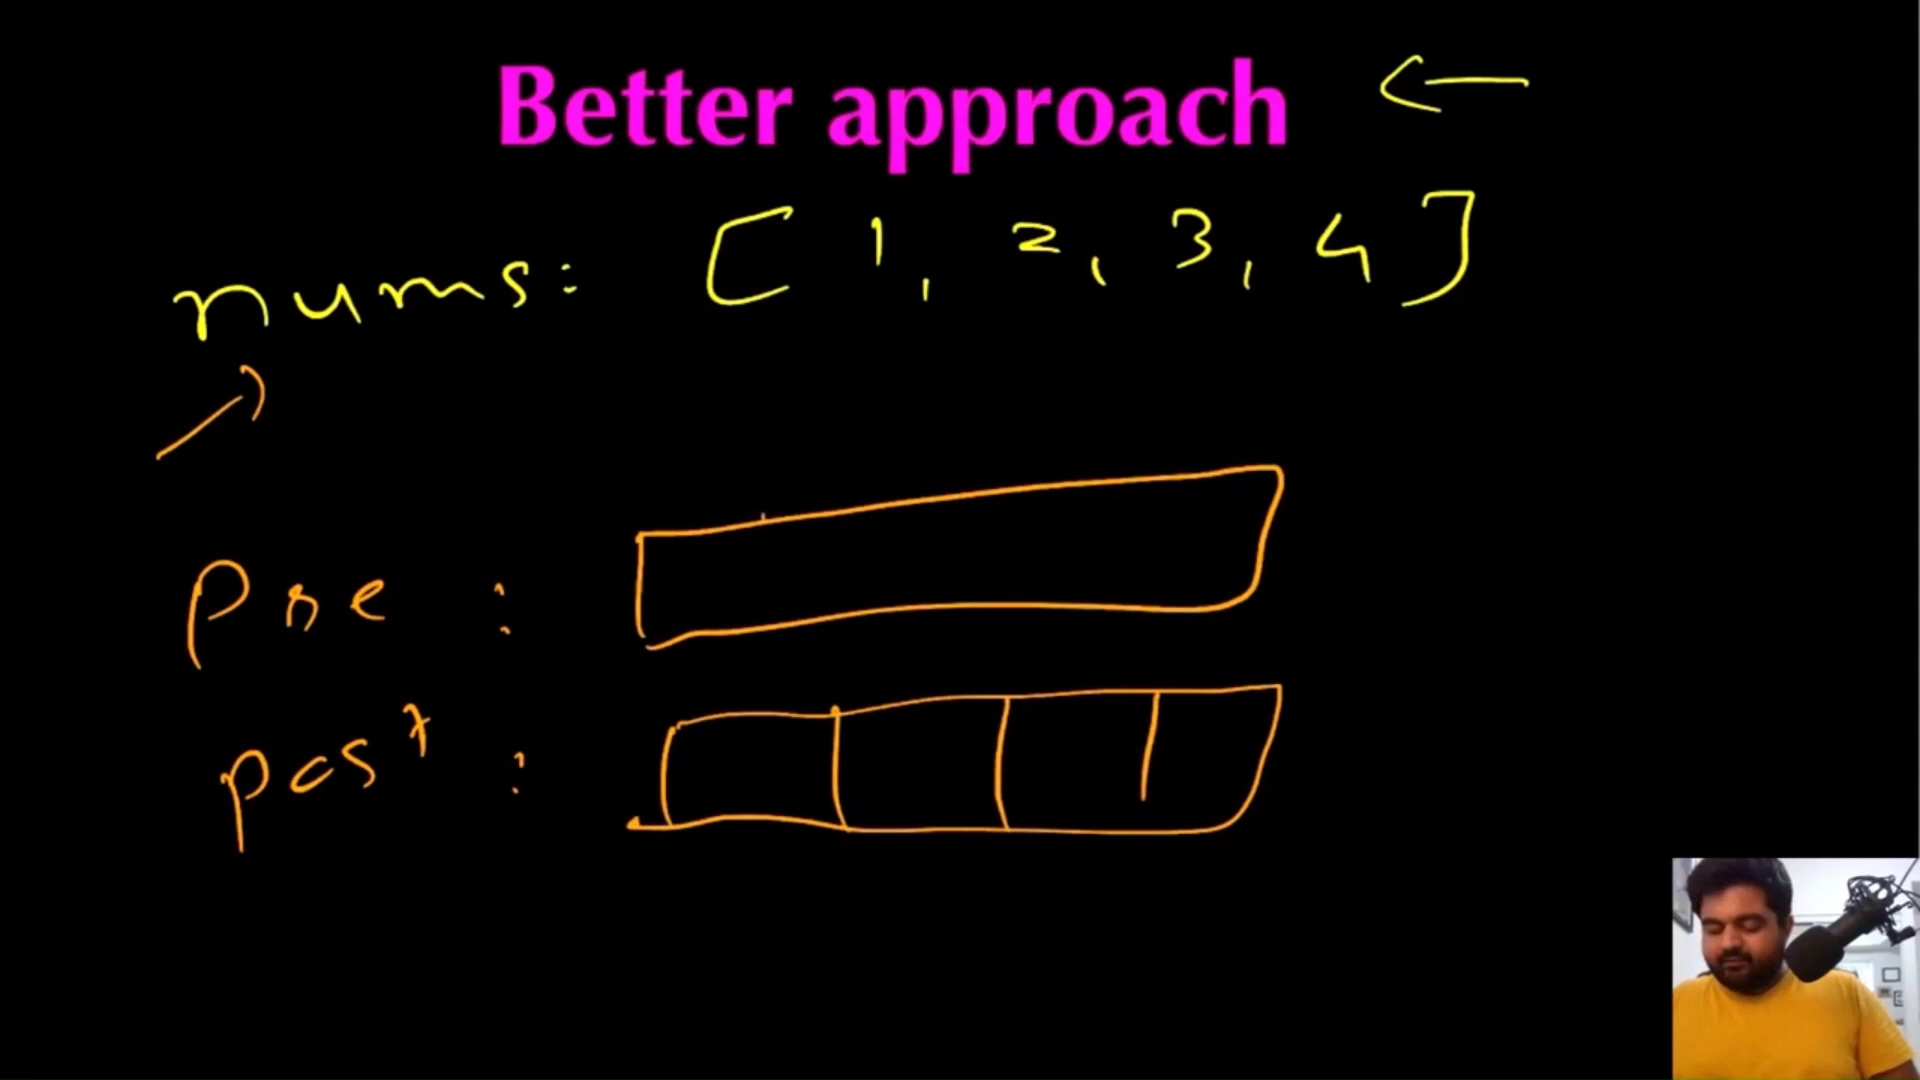 Better approach
nums: [1, 2, 3, 4]
Pre :
post :